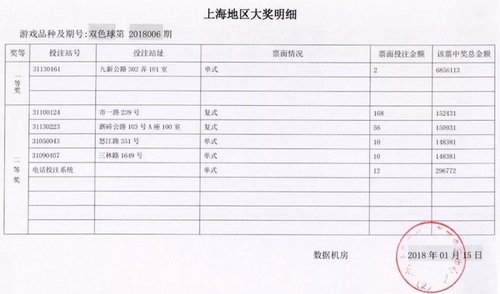 上海地区大奖明细
游戏品种及期号:双色球第 2018006 期
奖等 投注站号 投注站址 票面情况 票面投注金额 该票中奖总金额
一等奖 31130161 九新公路 302 弄 101 室 单式 2 6856113
二等奖 31100124 市一路 239 号 复式 168 152431
31130223 泗砖公路 103 号 A 座 100 室 复式 56 150931
31050043 怒江路 351 号 单式 10 148381
31090407 三林路 1649 号 单式 10 148381
电话投注系统 单式 12 296772
数据机房 2018 年 01 月 15 日
(2)